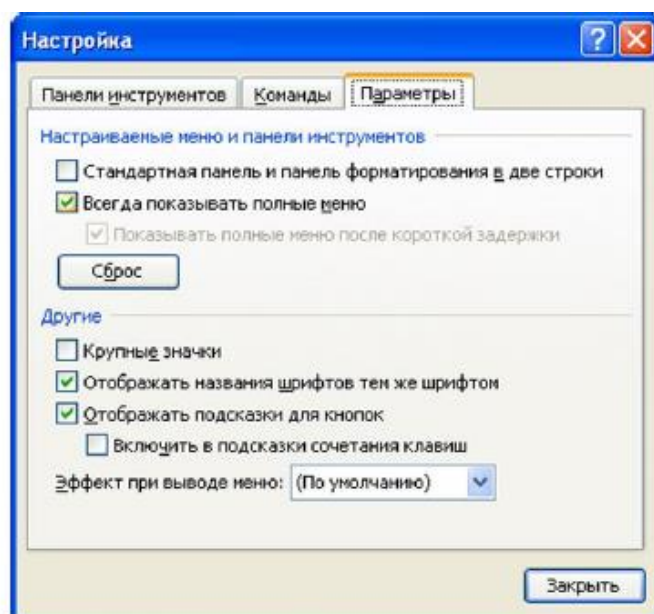 Настройка
Панели инструментов Команды Параметры
Настраиваемые меню и панели инструментов
Стандартная панель и панель форматирования в две строки
Всегда показывать полные меню
Показывать полные меню после короткой задержки
Сброс
Другие
Крупные значки
Отображать названия шрифтов тем же шрифтом
Отображать подсказки для кнопок
Включить в подсказки сочетания клавиш
Эффект при выводе меню: (По умолчанию)
Закрыть